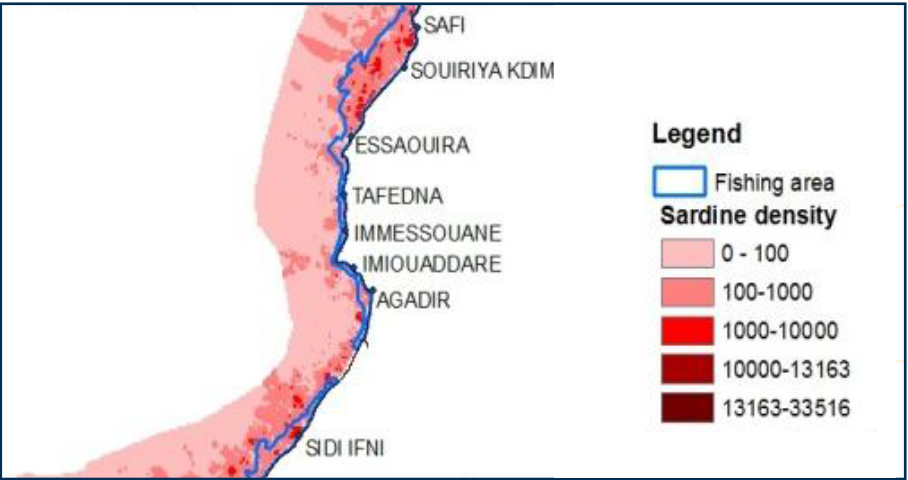 SAFI
SOUIRIYA KDIM
ESSAOUIRA
TAFEDNA
IMMESSOUANE
IMIOUADDARE
AGADIR
SIDI IFNI
Legend
Fishing area
Sardine density
0 - 100
100-1000
1000-10000
10000-13163
13163-33516